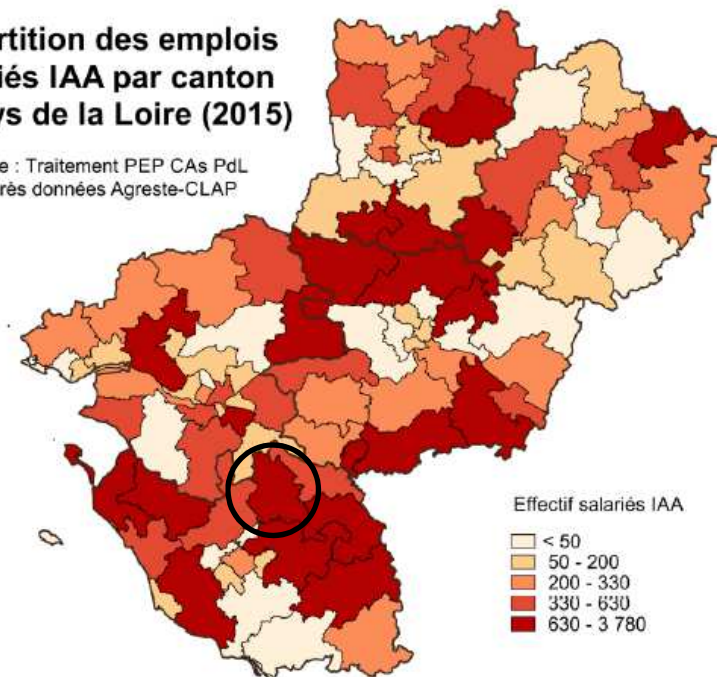 rtition des emplois
iés IAA par canton
ys de la Loire (2015)
e : Traitement PEP CAs PdL
rès données Agreste-CLAP
Effectif salariés IAA
< 50
50 - 200
200 - 330
330 - 630
630 - 3 780